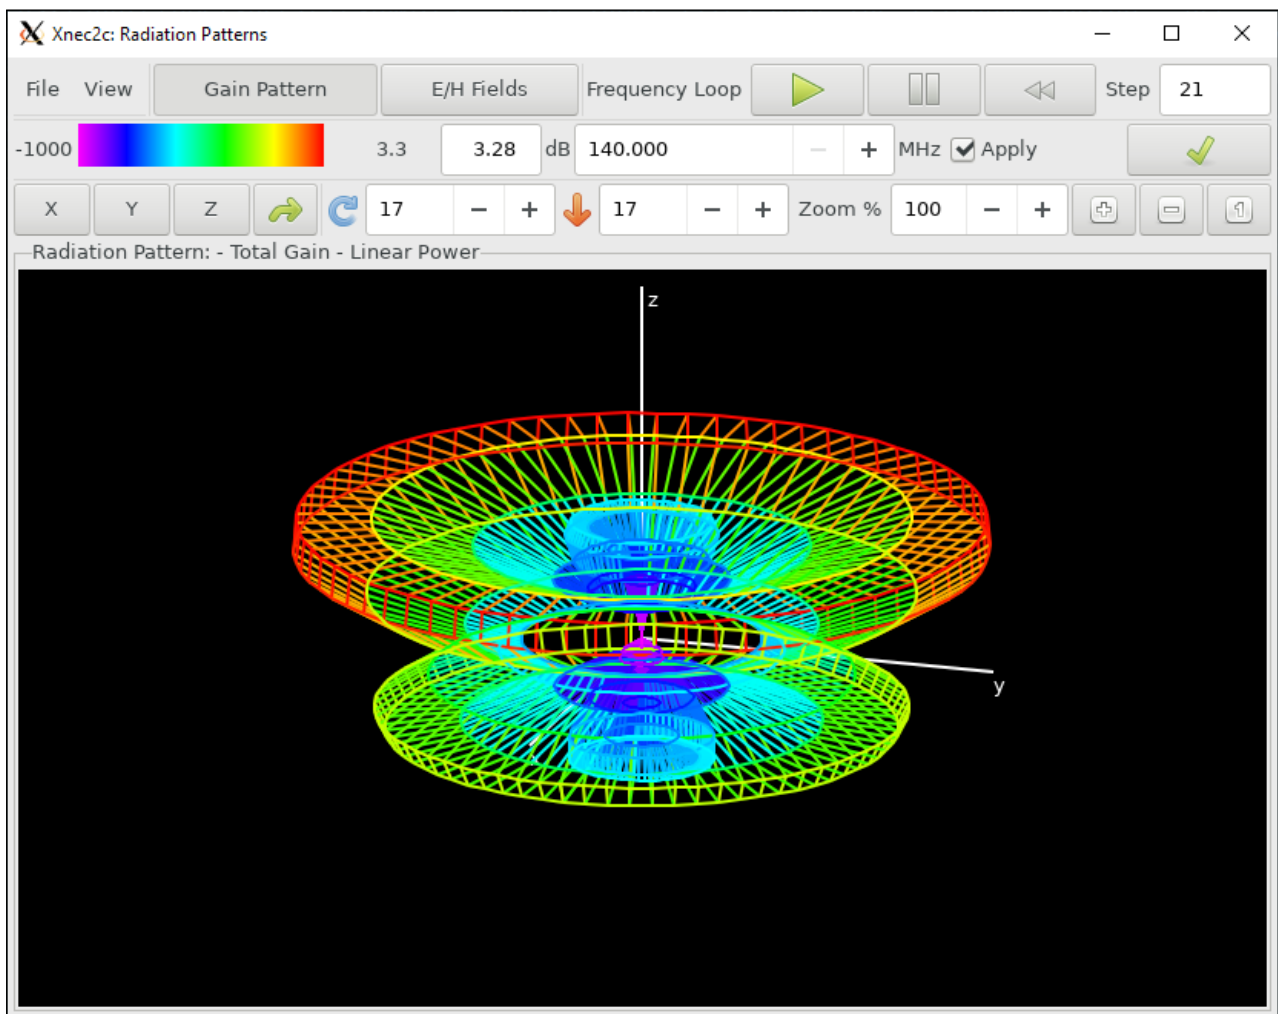 Xnec2c: Radiation Patterns
File View Gain Pattern E/H Fields Frequency Loop Step 21
-1000 3.3 3.28 dB 140.000 − + MHz Apply
X Y Z 17 − + 17 − + Zoom % 100 − + 1
Radiation Pattern: - Total Gain - Linear Power
z
y